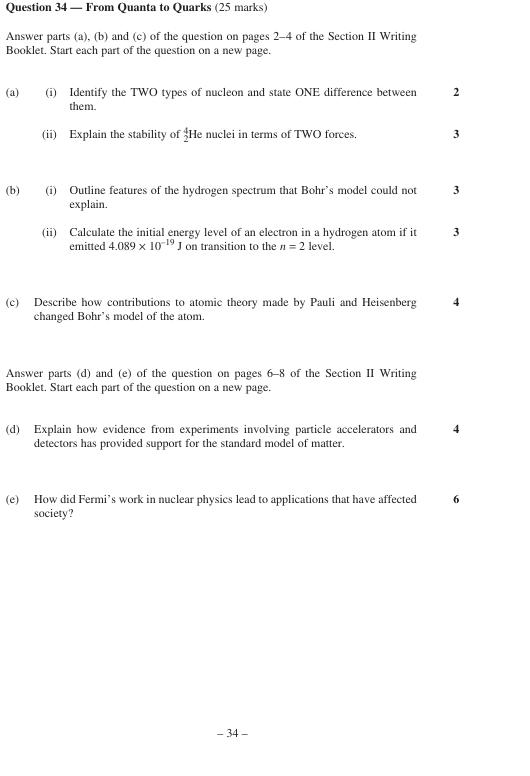 Question 34 — From Quanta to Quarks (25 marks)
Answer parts (a), (b) and (c) of the question on pages 2–4 of the Section II Writing
Booklet. Start each part of the question on a new page.
(a) (i) Identify the TWO types of nucleon and state ONE difference between 2
them.
(ii) Explain the stability of ⁴₂He nuclei in terms of TWO forces. 3
(b) (i) Outline features of the hydrogen spectrum that Bohr’s model could not 3
explain.
(ii) Calculate the initial energy level of an electron in a hydrogen atom if it 3
emitted 4.089 × 10⁻¹⁹ J on transition to the n = 2 level.
(c) Describe how contributions to atomic theory made by Pauli and Heisenberg 4
changed Bohr’s model of the atom.
Answer parts (d) and (e) of the question on pages 6–8 of the Section II Writing
Booklet. Start each part of the question on a new page.
(d) Explain how evidence from experiments involving particle accelerators and 4
detectors has provided support for the standard model of matter.
(e) How did Fermi’s work in nuclear physics lead to applications that have affected 6
society?
– 34 –